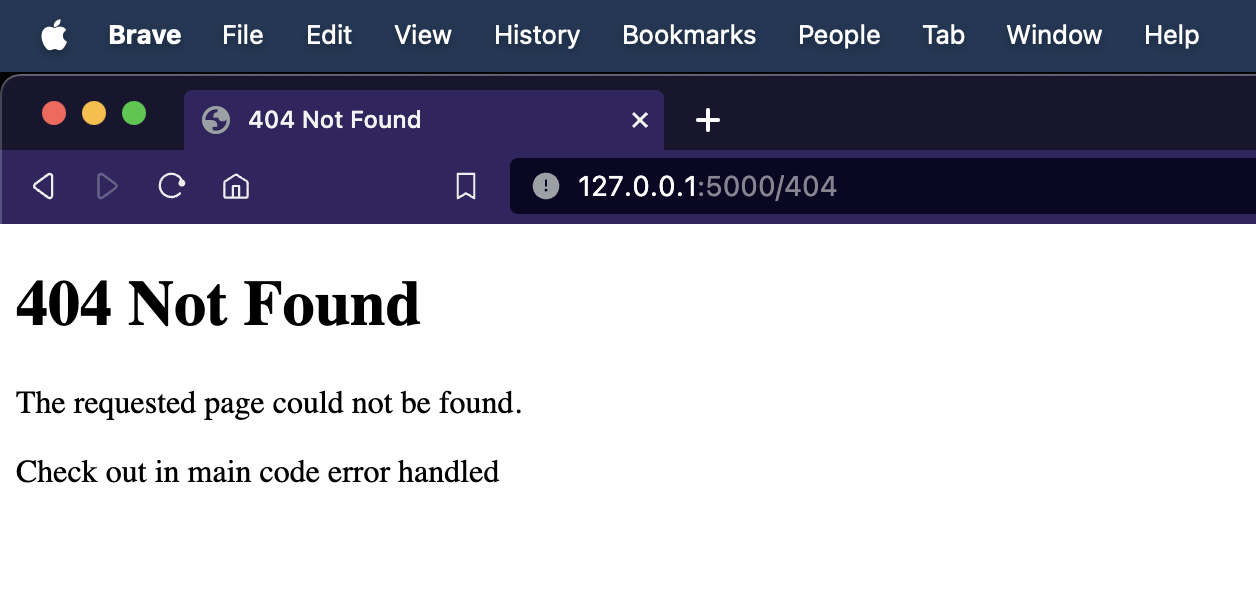 Brave File Edit View History Bookmarks People Tab Window Help
404 Not Found
127.0.0.1:5000/404
404 Not Found
The requested page could not be found.
Check out in main code error handled